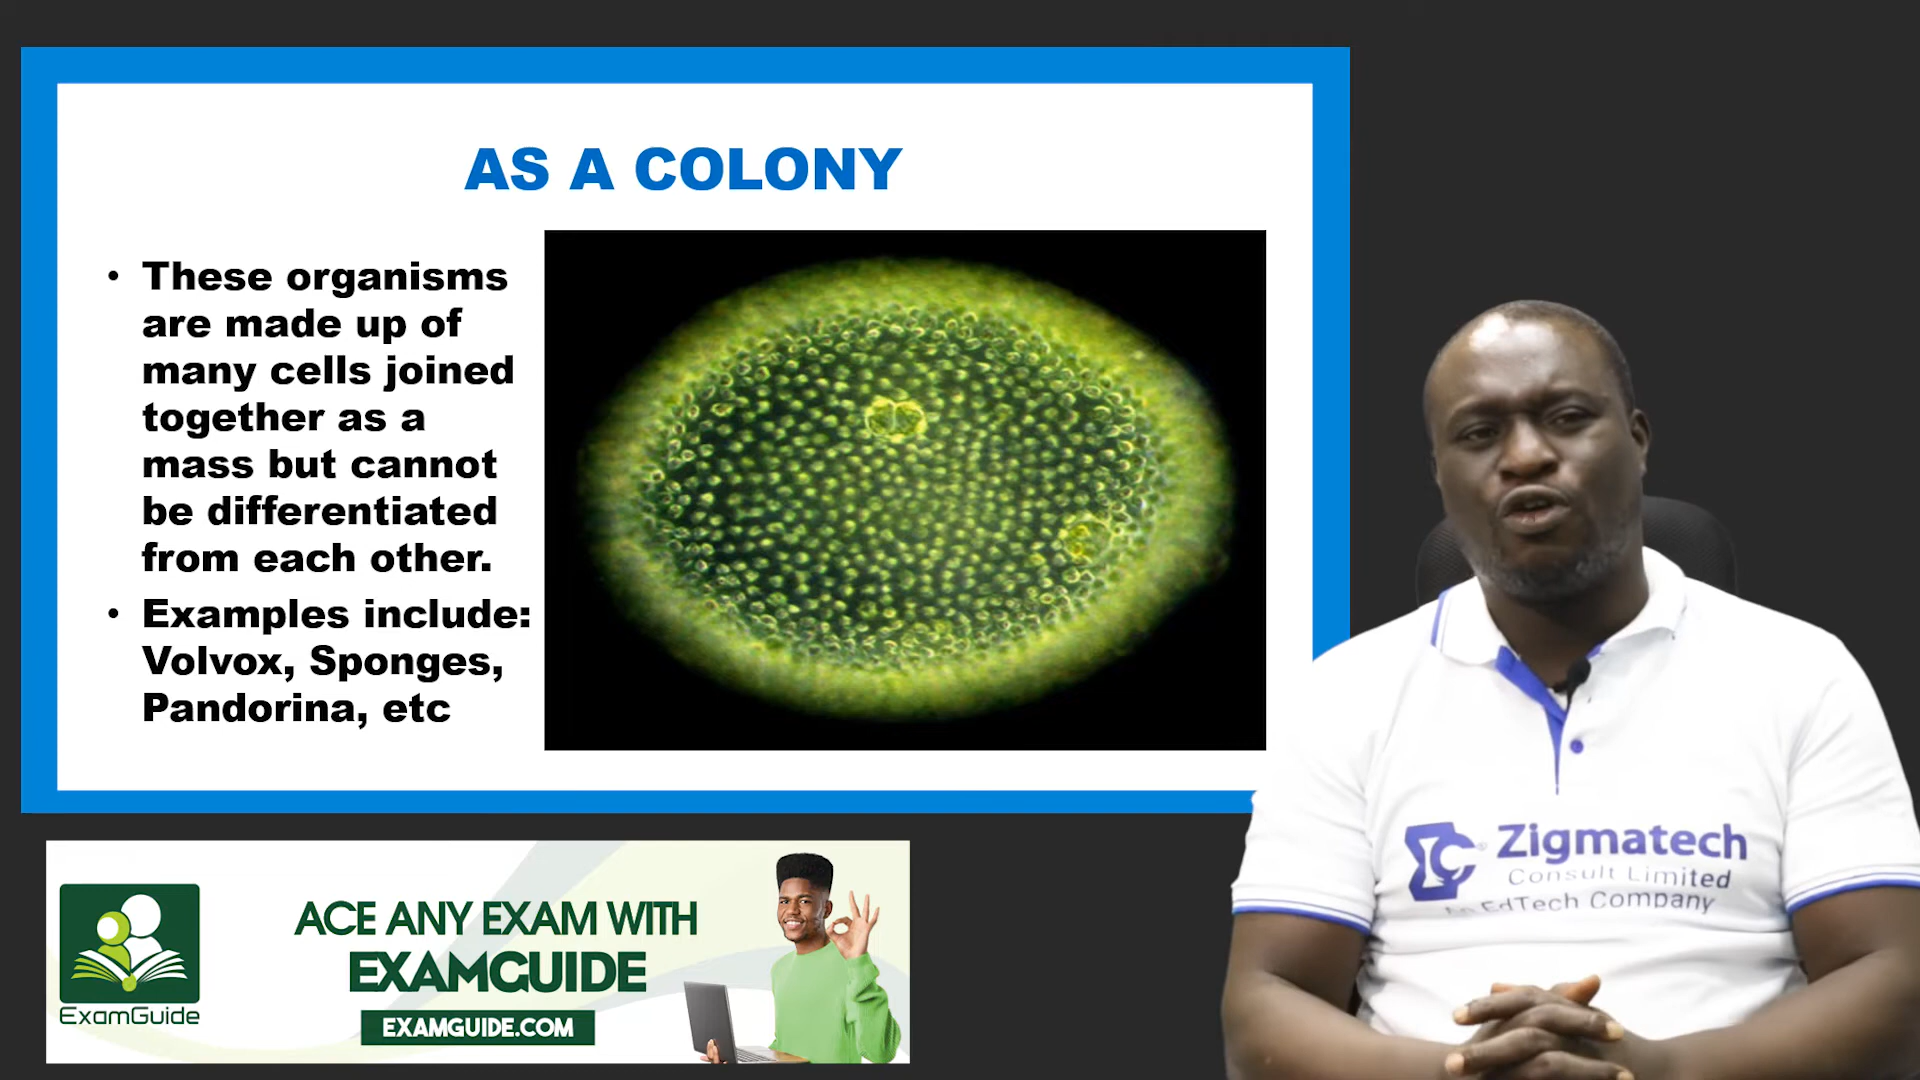 AS A COLONY
• These organisms
are made up of
many cells joined
together as a
mass but cannot
be differentiated
from each other.
• Examples include:
Volvox, Sponges,
Pandorina, etc
Zigmatech
Consult Limited
EdTech Company
ACE ANY EXAM WITH
EXAMGUIDE
EXAMGUIDE.COM
ExamGuide